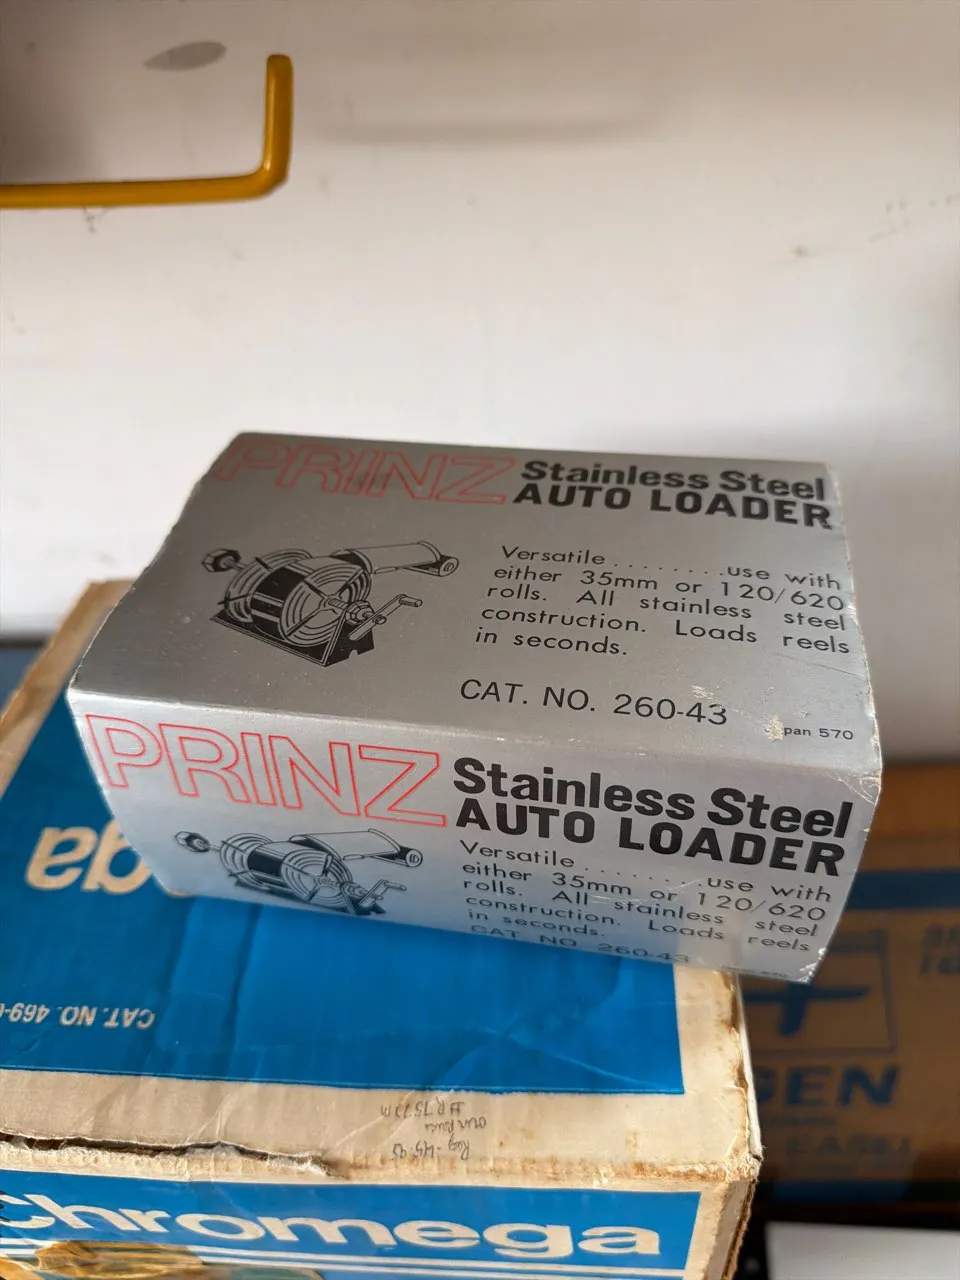 PRINZ Stainless Steel
AUTO LOADER
Versatile . . . . . . . . use with
either 35mm or 120/620
rolls. All stainless steel
construction. Loads reels
in seconds.
CAT. NO. 260-43
pan 570
PRINZ Stainless Steel
AUTO LOADER
Versatile . . . . . . . . use with
either 35mm or 120/620
rolls. All stainless steel
construction. Loads reels
in seconds.
CAT. NO. 260-43
ga
CAT. NO. 469-
GEN
chromega